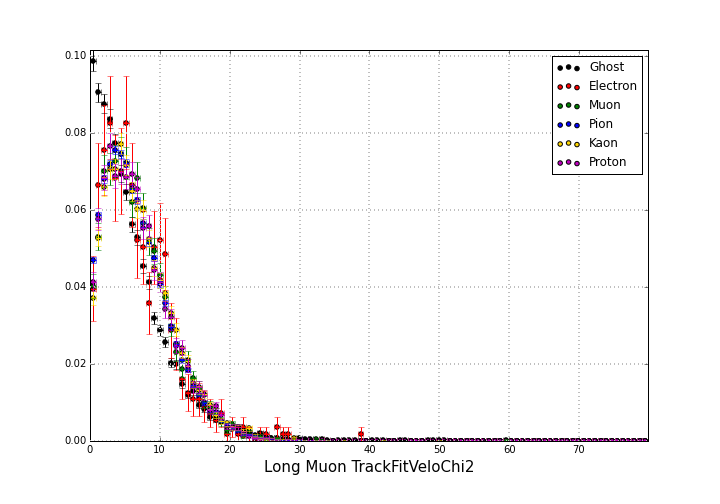 0.10
Ghost
Electron
0.08
Muon
Pion
Kaon
Proton
0.06
0.04
0.02
0.00
0 10 20 30 40 50 60 70
Long Muon TrackFitVeloChi2